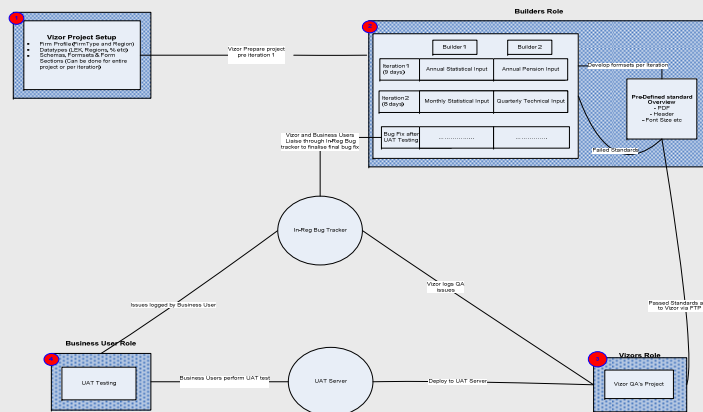 Builders Role
1
Vizor Project Setup
Firm Profile(FirmType and Region)
Datatypes (LEK, Regions, % etc)
Schemas, Formsets & Form
Sections (Can be done for entire
project or per iteration)
Vizor Prepare project
pre iteration 1
2
Builder 1
Builder 2
Iteration 1
(9 days)
Annual Statistical Input
Annual Pension Input
Iteration 2
(8 days)
Monthly Statistical Input
Quarterly Technical Input
Bug Fix after
UAT Testing
………………
………………
Develop formsets per iteration
Pre-Defined standard
Overview
- PDF
- Header
- Font Size etc
Failed Standards
Vizor and Business Users
Liaise through In-Reg Bug
tracker to finalise final bug fix
In-Reg Bug Tracker
Vizor logs QA
issues
Issues logged by Business User
Passed Standards a
to Vizor via FTP
Business User Role
4
UAT Testing
Business Users perform UAT test
UAT Server
Deploy to UAT Server
Vizors Role
3
Vizor QA's Project